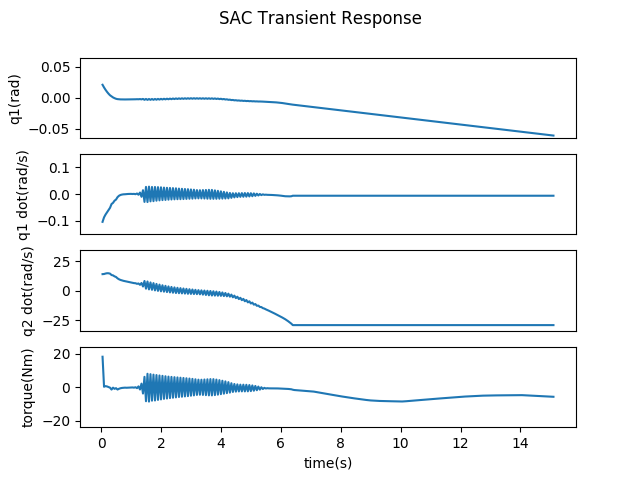 SAC Transient Response
q1(rad)
0.05
0.00
−0.05
q1 dot(rad/s)
0.1
0.0
−0.1
q2 dot(rad/s)
25
0
−25
torque(Nm)
20
0
−20
0 2 4 6 8 10 12 14
time(s)